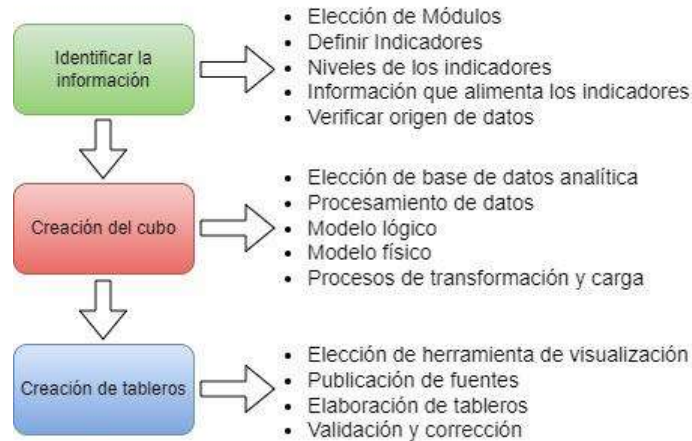 Identificar la
información
• Elección de Módulos
• Definir Indicadores
• Niveles de los indicadores
• Información que alimenta los indicadores
• Verificar origen de datos
Creación del cubo
• Elección de base de datos analítica
• Procesamiento de datos
• Modelo lógico
• Modelo físico
• Procesos de transformación y carga
Creación de tableros
• Elección de herramienta de visualización
• Publicación de fuentes
• Elaboración de tableros
• Validación y corrección